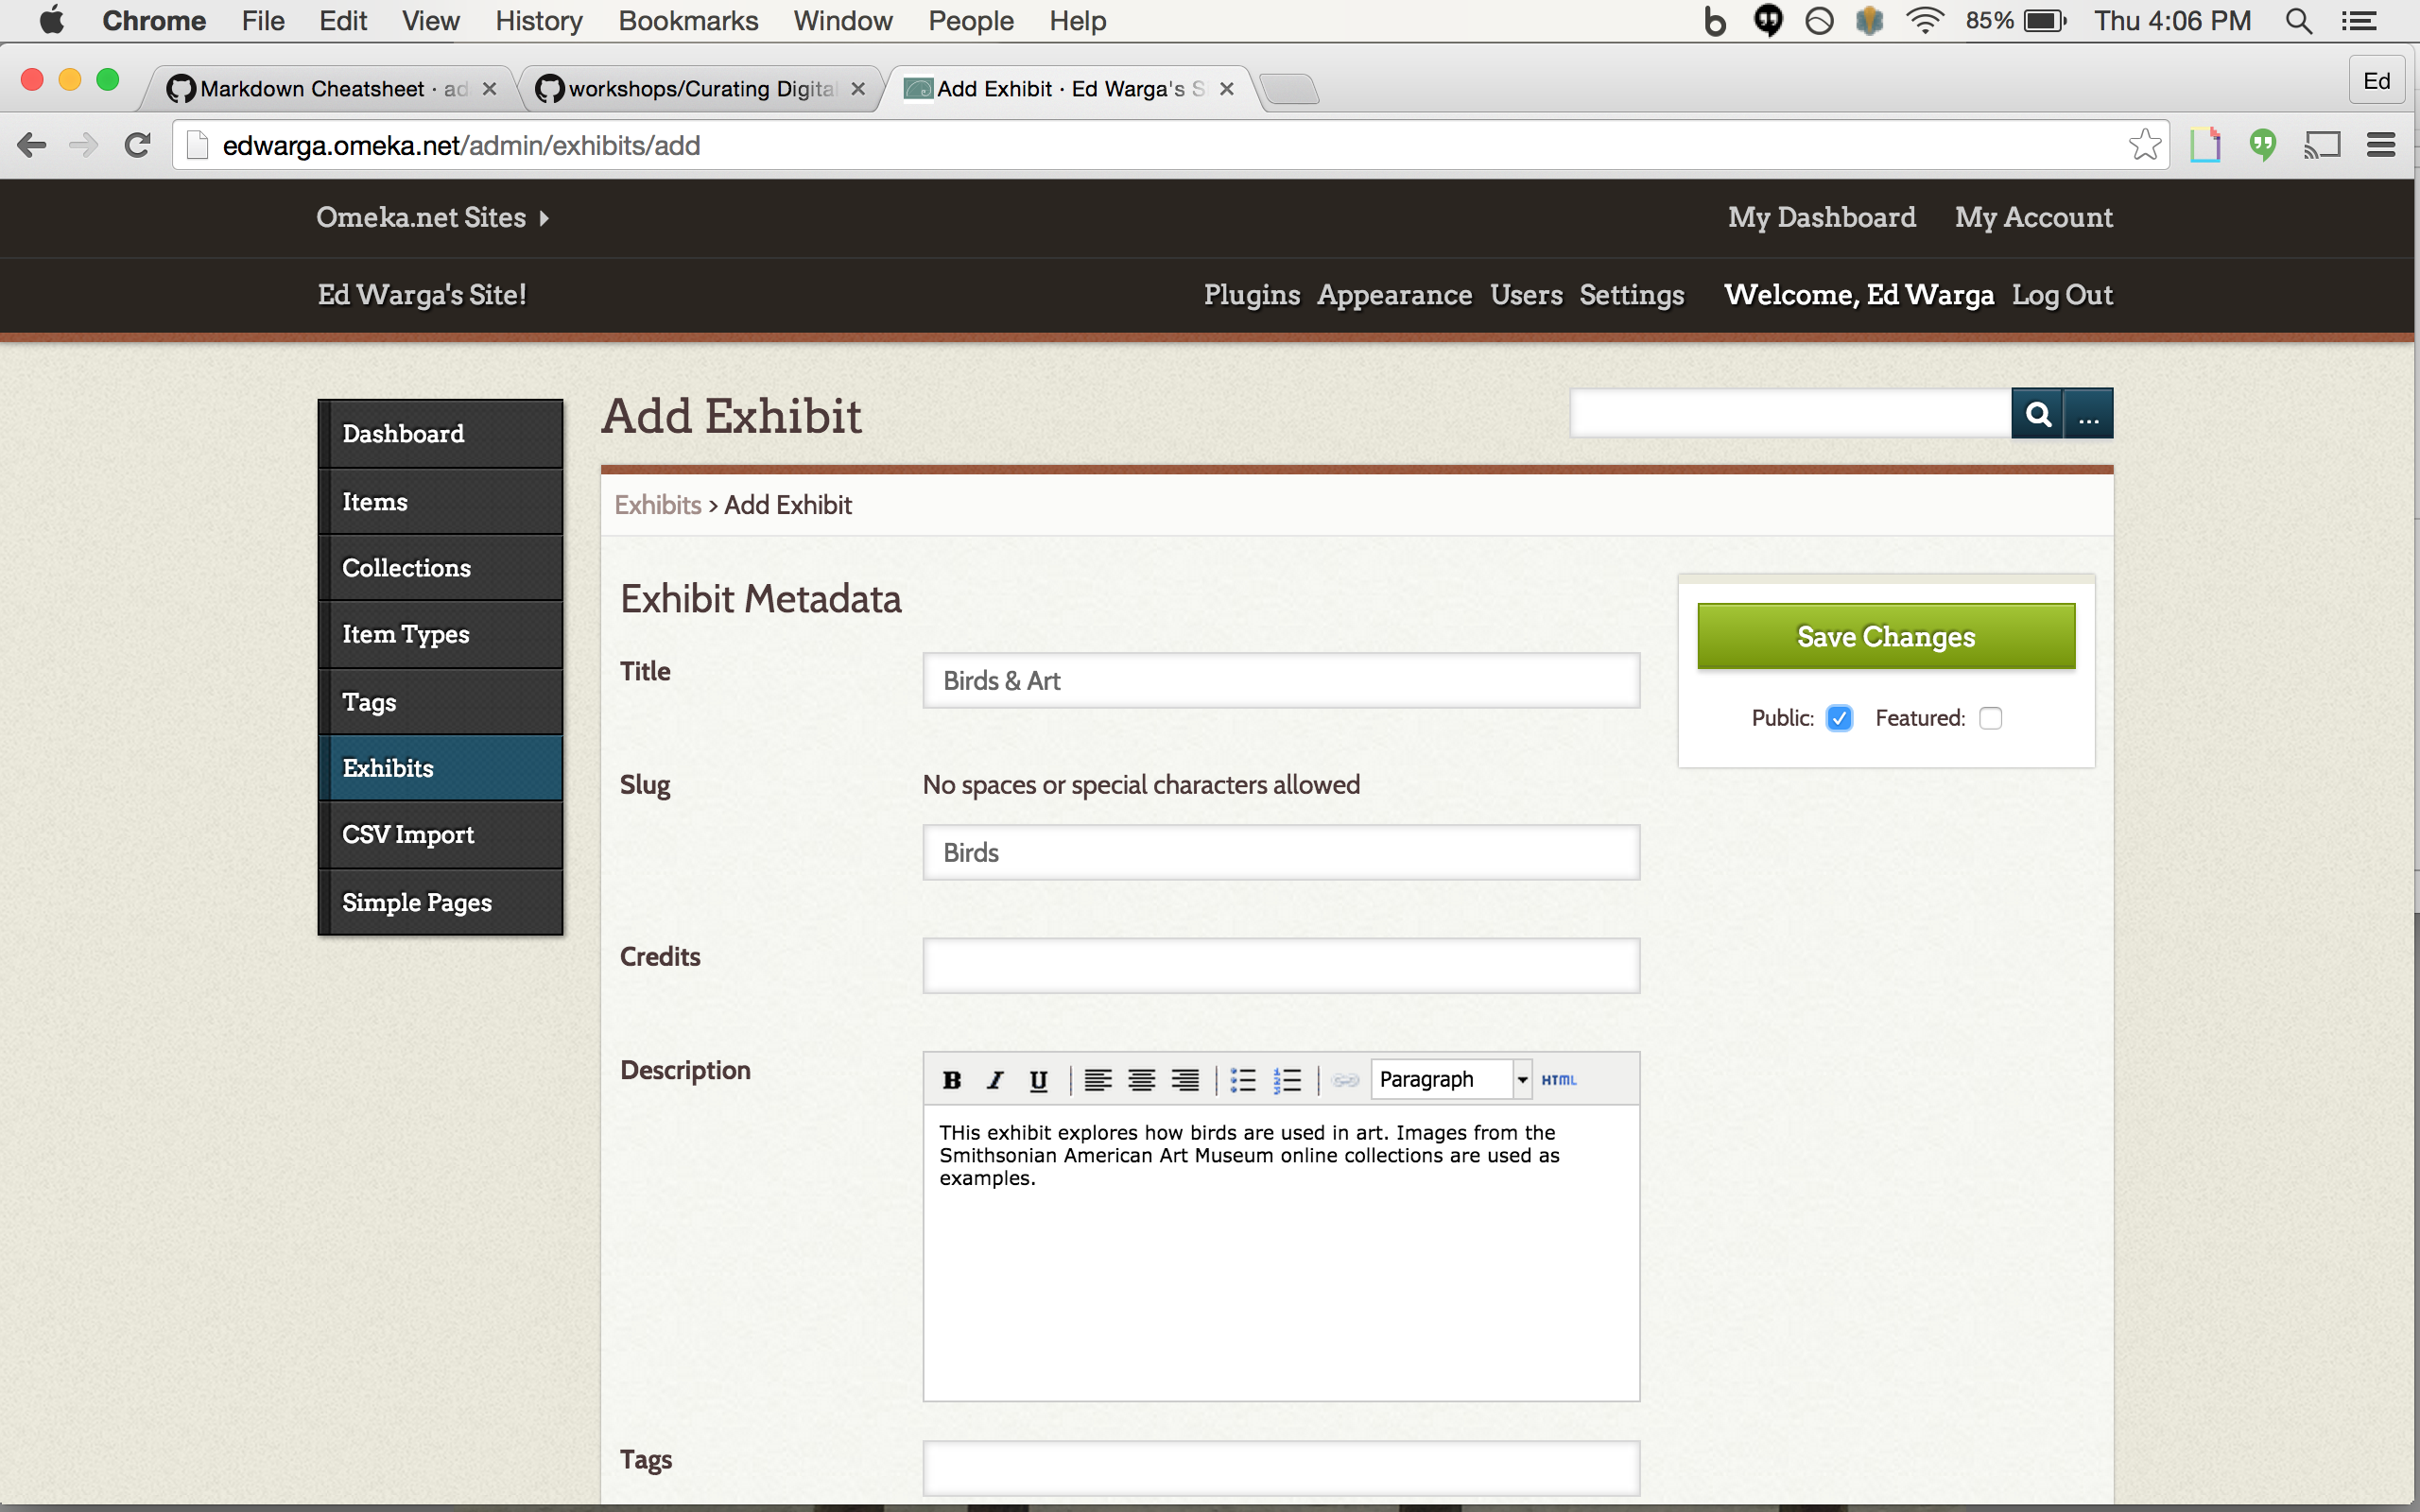 Chrome File Edit View History Bookmarks Window People Help 85% Thu 4:06 PM
Markdown Cheatsheet · ad workshops/Curating Digital Add Exhibit · Ed Warga's S Ed
edwarga.omeka.net/admin/exhibits/add
Omeka.net Sites My Dashboard My Account
Ed Warga's Site! Plugins Appearance Users Settings Welcome, Ed Warga Log Out
Dashboard
Items
Collections
Item Types
Tags
Exhibits
CSV Import
Simple Pages
Add Exhibit
...
Exhibits > Add Exhibit
Exhibit Metadata
Title Birds & Art
Slug No spaces or special characters allowed
Birds
Credits
Description B I U Paragraph HTML
THis exhibit explores how birds are used in art. Images from the
Smithsonian American Art Museum online collections are used as
examples.
Tags
Save Changes
Public: Featured: